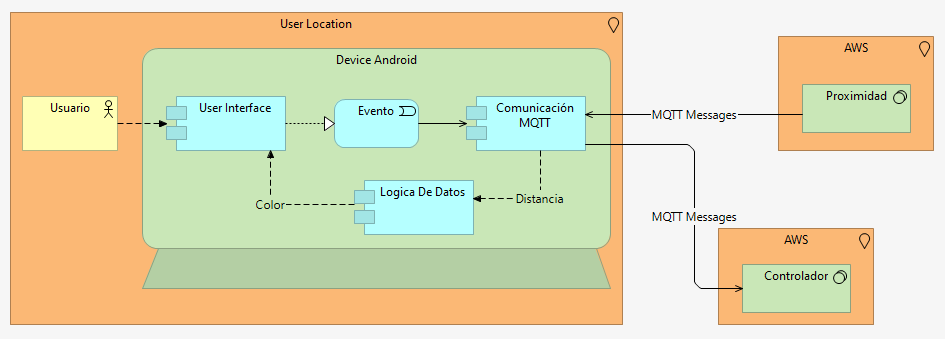 User Location
AWS
Device Android
Usuario
User Interface
Evento
Comunicación
MQTT
Proximidad
MQTT Messages
Logica De Datos
Color
Distancia
MQTT Messages
AWS
Controlador